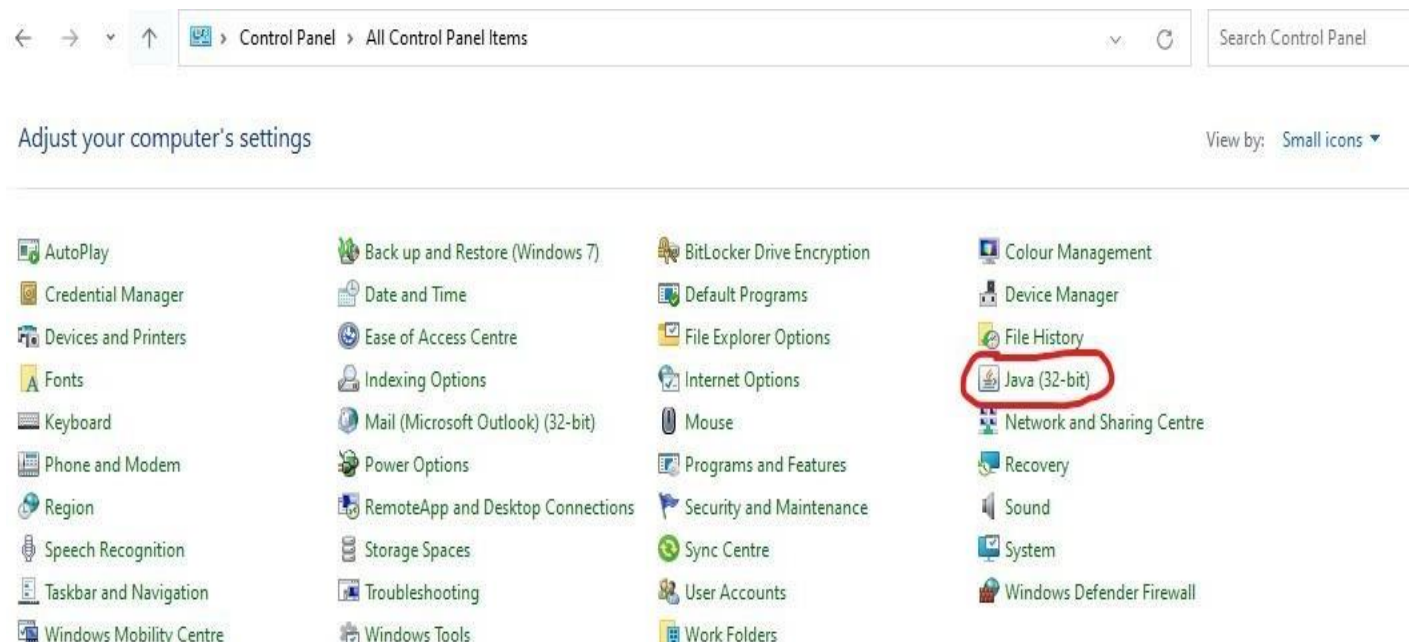 Control Panel > All Control Panel Items
Search Control Panel
Adjust your computer's settings
View by: Small icons
AutoPlay
Back up and Restore (Windows 7)
BitLocker Drive Encryption
Colour Management
Credential Manager
Date and Time
Default Programs
Device Manager
Devices and Printers
Ease of Access Centre
File Explorer Options
File History
Fonts
Indexing Options
Internet Options
Java (32-bit)
Keyboard
Mail (Microsoft Outlook) (32-bit)
Mouse
Network and Sharing Centre
Phone and Modem
Power Options
Programs and Features
Recovery
Region
RemoteApp and Desktop Connections
Security and Maintenance
Sound
Speech Recognition
Storage Spaces
Sync Centre
System
Taskbar and Navigation
Troubleshooting
User Accounts
Windows Defender Firewall
Windows Mobility Centre
Windows Tools
Work Folders